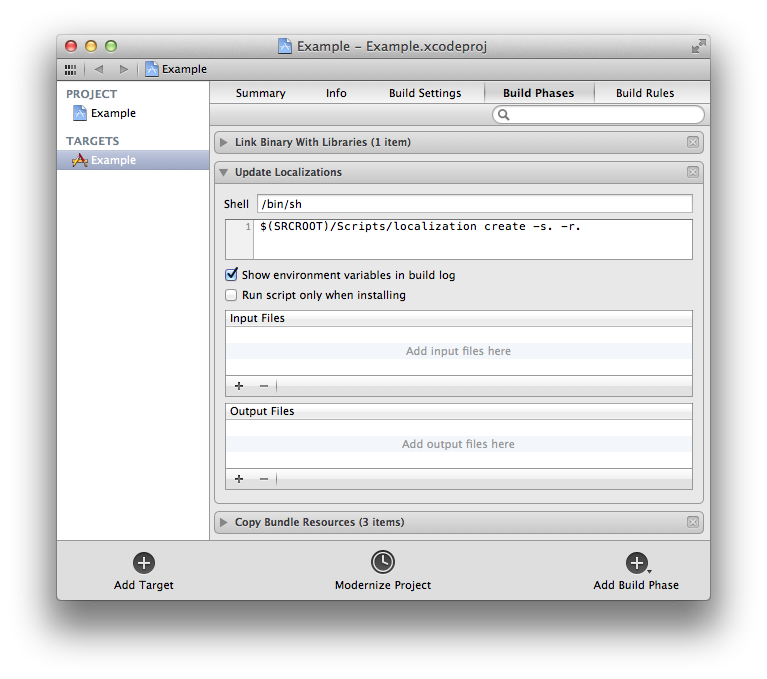 Example – Example.xcodeproj
Example
PROJECT
Example
TARGETS
Example
Summary Info Build Settings Build Phases Build Rules
Link Binary With Libraries (1 item)
Update Localizations
Shell /bin/sh
1 $(SRCROOT)/Scripts/localization create -s. -r.
Show environment variables in build log
Run script only when installing
Input Files
Add input files here
Output Files
Add output files here
Copy Bundle Resources (3 items)
Add Target Modernize Project Add Build Phase